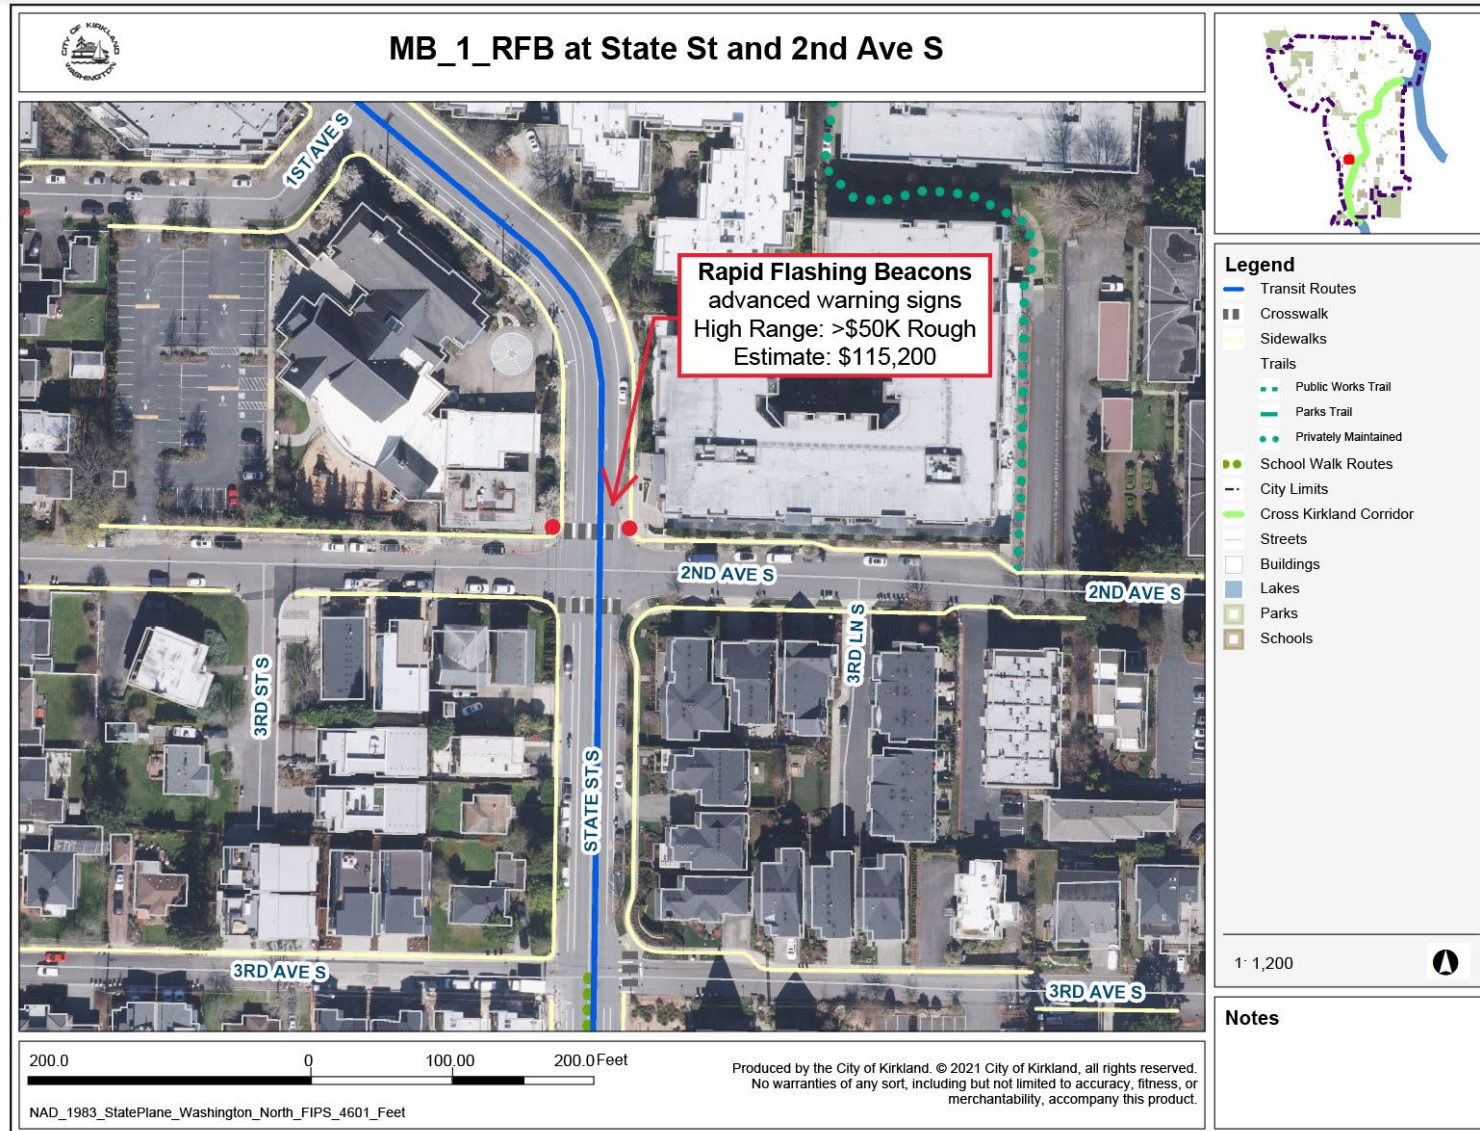 CITY OF KIRKLAND
WASHINGTON
MB_1_RFB at State St and 2nd Ave S
1ST AVE S
Rapid Flashing Beacons
advanced warning signs
High Range: >$50K Rough
Estimate: $115,200
2ND AVE S
2ND AVE S
3RD ST S
3RD LN S
STATE ST S
3RD AVE S
3RD AVE S
Legend
Transit Routes
Crosswalk
Sidewalks
Trails
Public Works Trail
Parks Trail
Privately Maintained
School Walk Routes
City Limits
Cross Kirkland Corridor
Streets
Buildings
Lakes
Parks
Schools
1: 1,200
Notes
200.0 0 100.00 200.0 Feet
NAD_1983_StatePlane_Washington_North_FIPS_4601_Feet
Produced by the City of Kirkland. © 2021 City of Kirkland, all rights reserved.
No warranties of any sort, including but not limited to accuracy, fitness, or
merchantability, accompany this product.